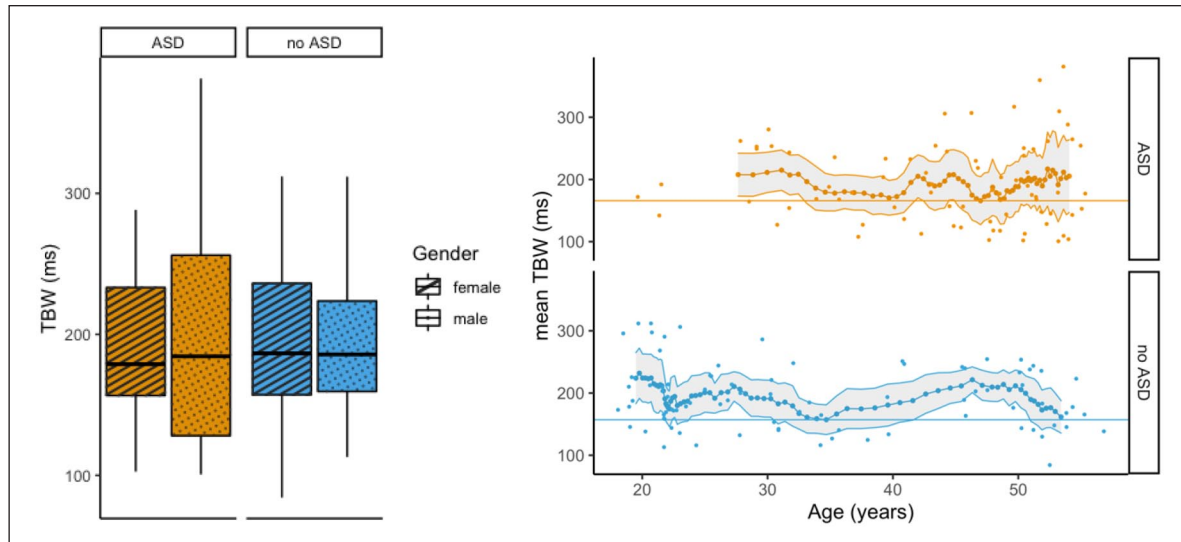 ASD
no ASD
TBW (ms)
300
200
100
Gender
female
male
mean TBW (ms)
300
200
100
ASD
300
200
100
no ASD
20
30
40
50
Age (years)